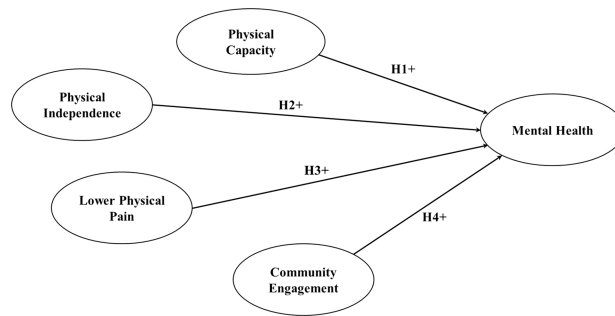 Physical
Capacity
H1+
Physical
Independence
H2+
Mental Health
H3+
Lower Physical
Pain
H4+
Community
Engagement